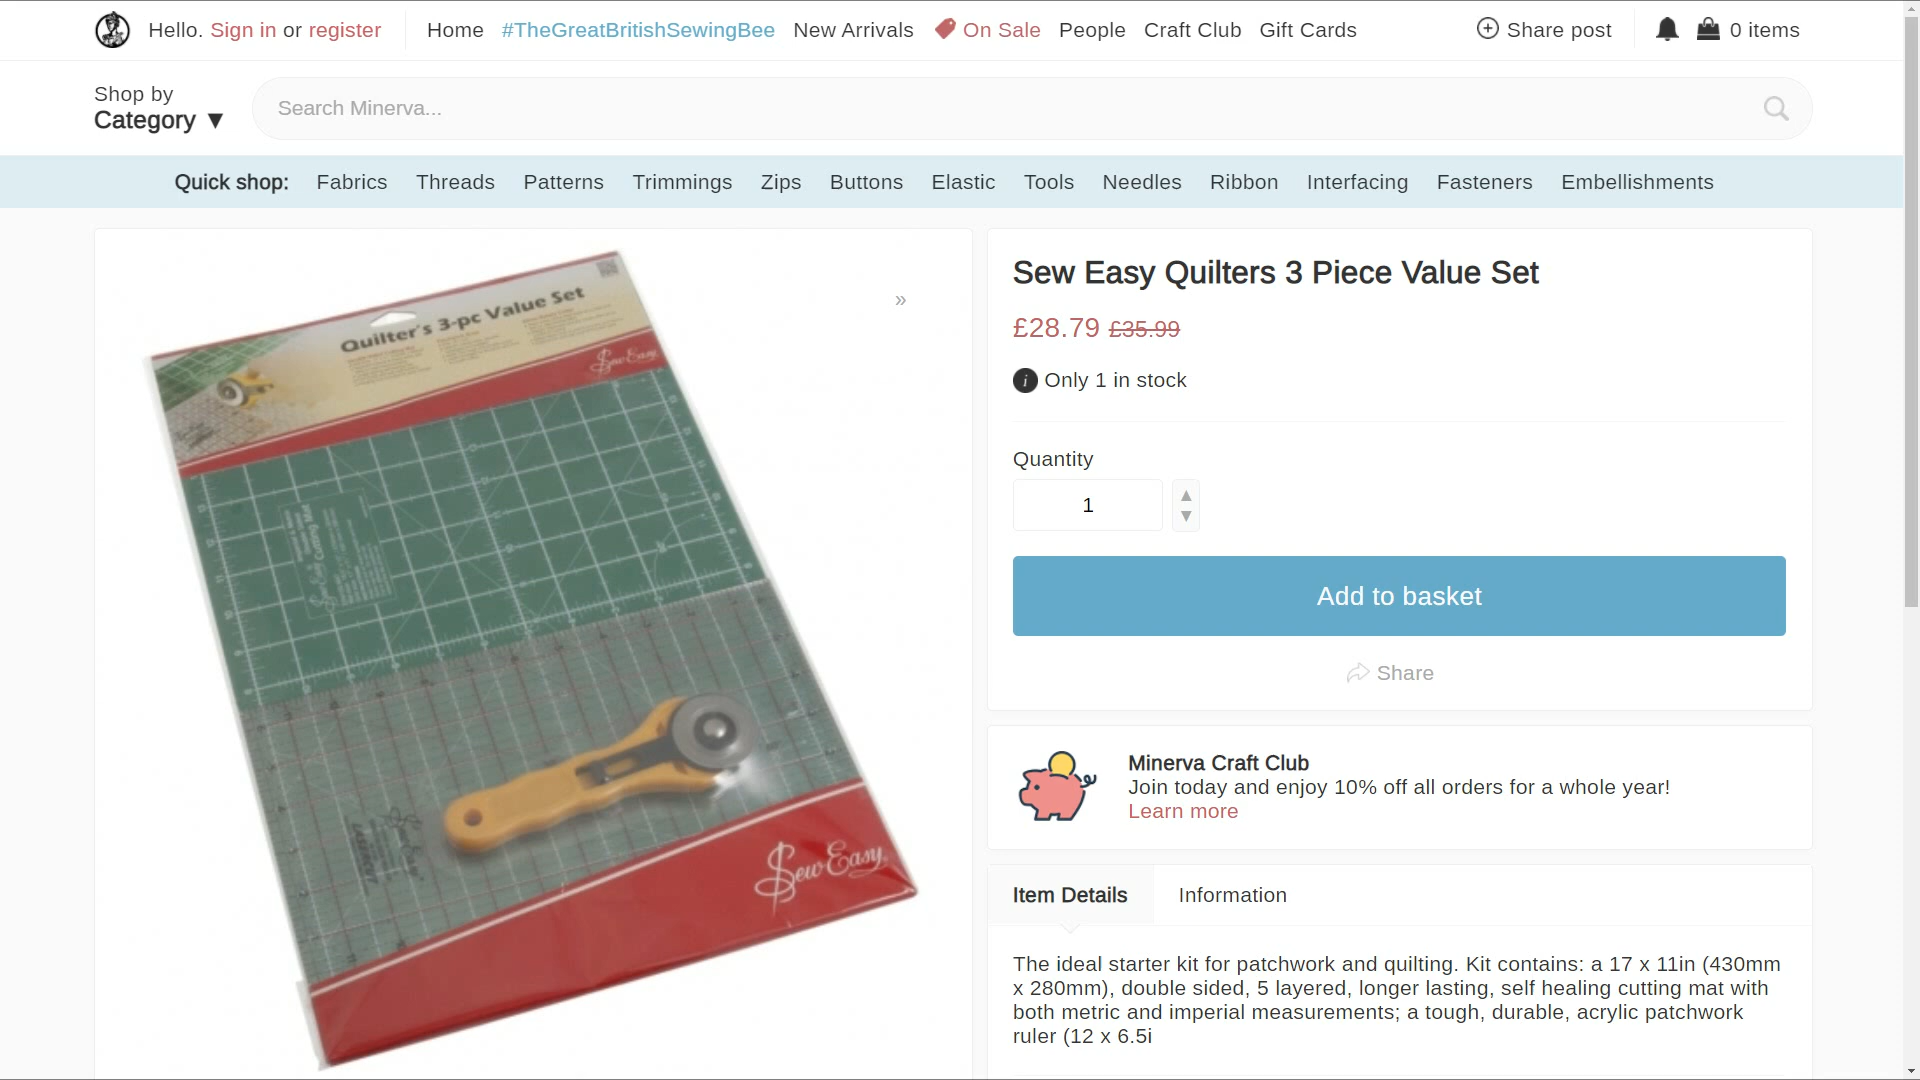 Hello. Sign in or register
Home #TheGreatBritishSewingBee New Arrivals On Sale People Craft Club Gift Cards
Share post
0 items
Shop by
Category ▼
Search Minerva...
Quick shop: Fabrics Threads Patterns Trimmings Zips Buttons Elastic Tools Needles Ribbon Interfacing Fasteners Embellishments
»
Quilter's 3-pc Value Set
Sew Easy
Sew Easy
Sew Easy Quilters 3 Piece Value Set
£28.79 £35.99
i Only 1 in stock
Quantity
1
Add to basket
Share
Minerva Craft Club
Join today and enjoy 10% off all orders for a whole year!
Learn more
Item Details
Information
The ideal starter kit for patchwork and quilting. Kit contains: a 17 x 11in (430mm
x 280mm), double sided, 5 layered, longer lasting, self healing cutting mat with
both metric and imperial measurements; a tough, durable, acrylic patchwork
ruler (12 x 6.5i